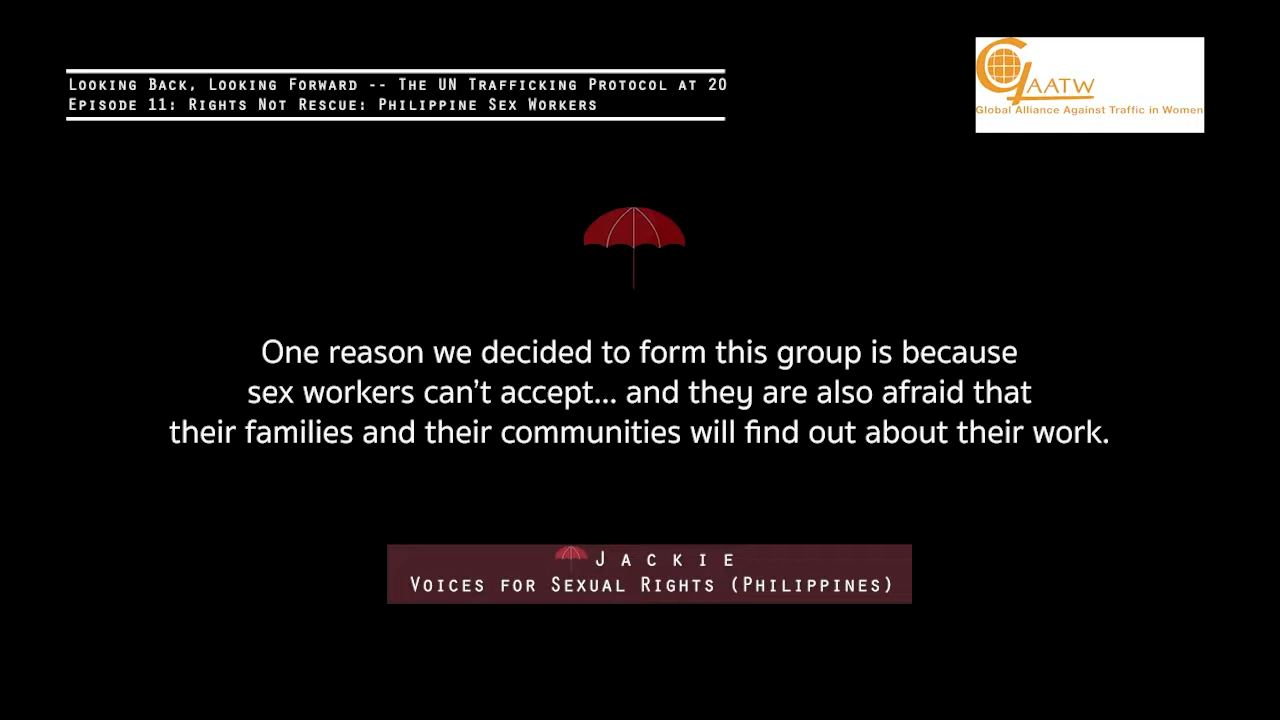 Looking Back, Looking Forward -- The UN Trafficking Protocol at 20
Episode 11: Rights Not Rescue: Philippine Sex Workers
GAATW
Global Alliance Against Traffic in Women
One reason we decided to form this group is because
sex workers can’t accept... and they are also afraid that
their families and their communities will find out about their work.
Jackie
Voices for Sexual Rights (Philippines)